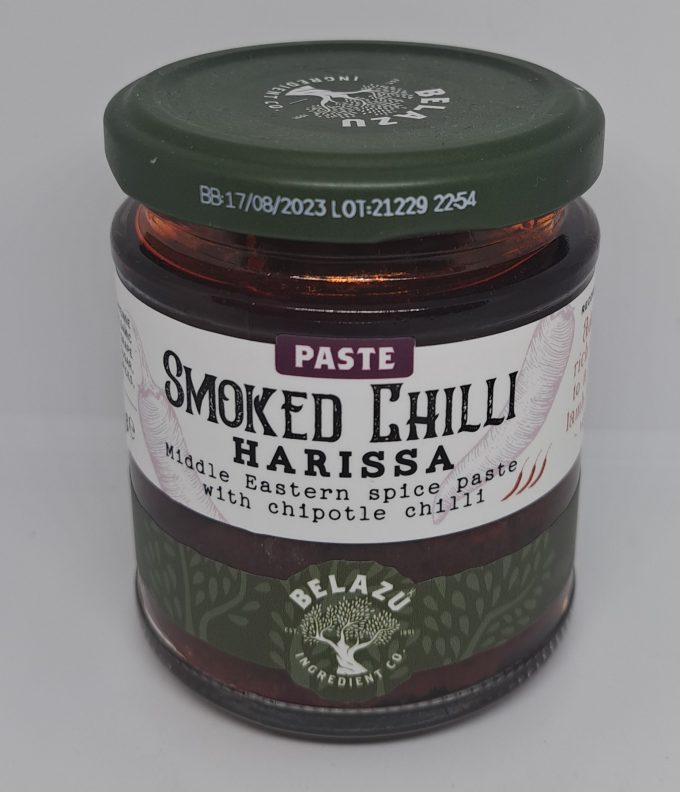 BELAZU
INGREDIENT CO.
BB:17/08/2023 LOT:21229 22:54
PASTE
SMOKED CHILLI
HARISSA
Middle Eastern spice paste
with chipotle chilli
BELAZU
EST. 1991
INGREDIENT CO.